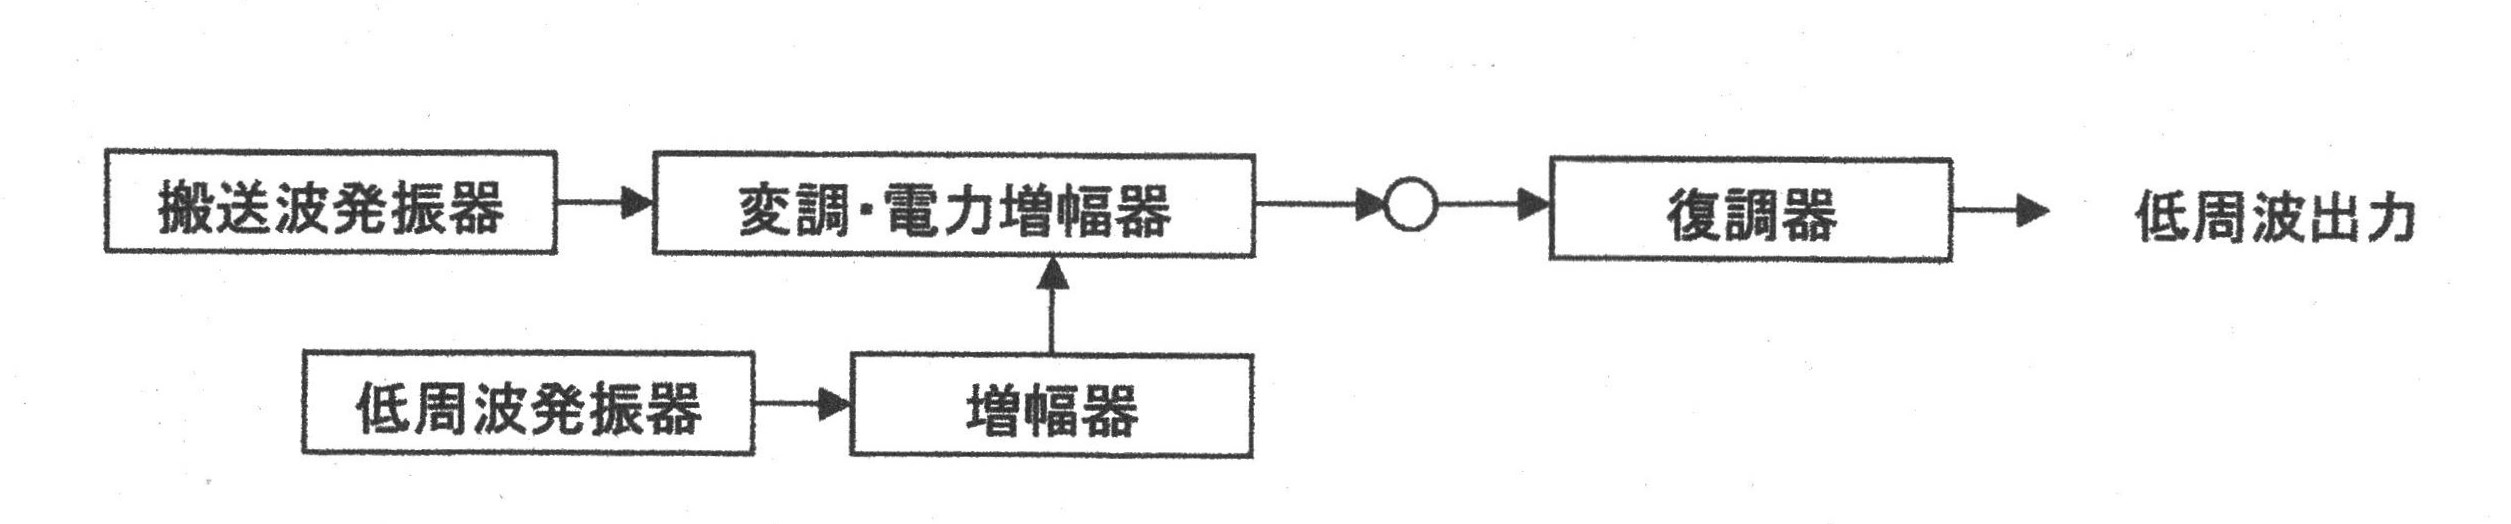 搬送波発振器
変調・電力増幅器
復調器
低周波出力
低周波発振器
増幅器